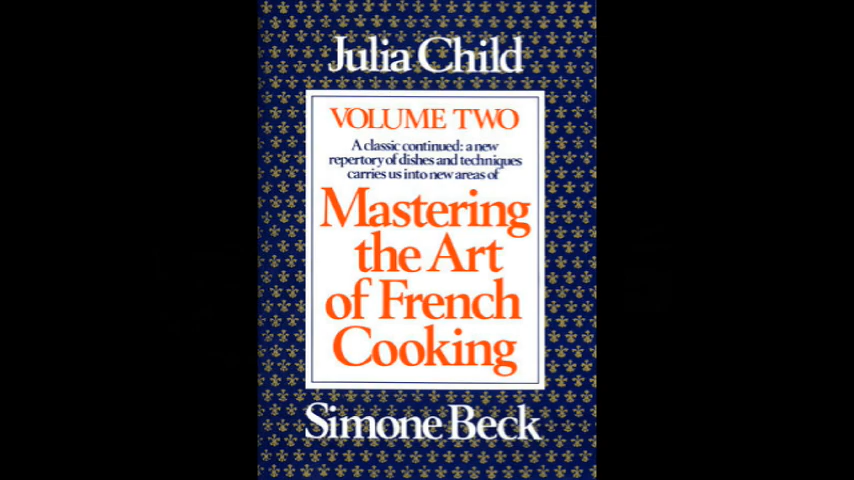 Julia Child
VOLUME TWO
A classic continued: a new
repertory of dishes and techniques
carries us into new areas of
Mastering
the Art
of French
Cooking
Simone Beck